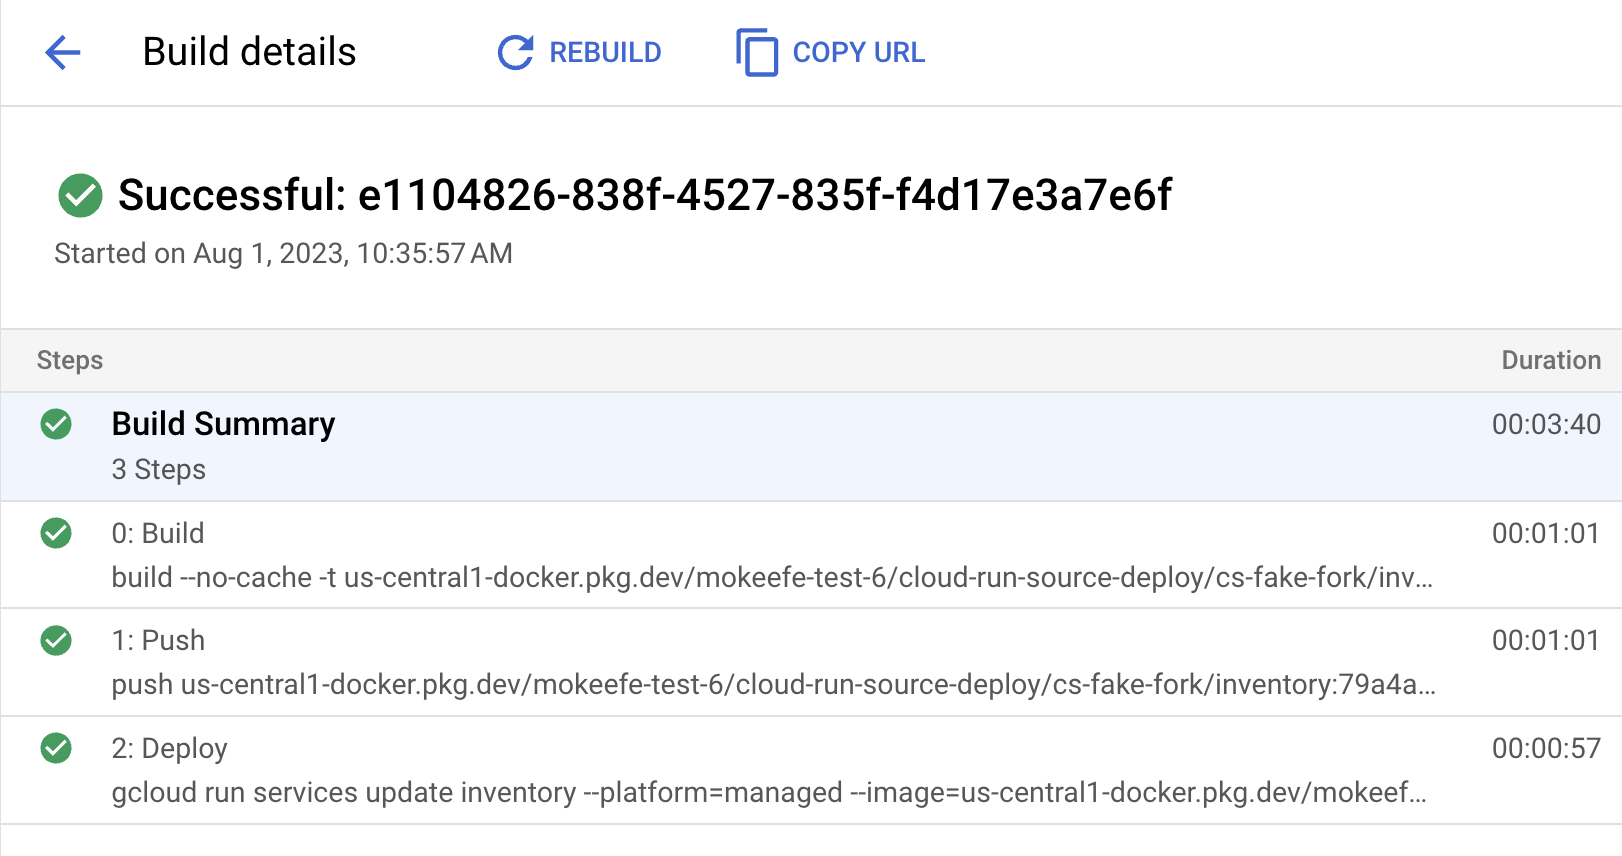 Build details REBUILD COPY URL
Successful: e1104826-838f-4527-835f-f4d17e3a7e6f
Started on Aug 1, 2023, 10:35:57 AM
Steps Duration
Build Summary 00:03:40
3 Steps
0: Build 00:01:01
build --no-cache -t us-central1-docker.pkg.dev/mokeefe-test-6/cloud-run-source-deploy/cs-fake-fork/inv...
1: Push 00:01:01
push us-central1-docker.pkg.dev/mokeefe-test-6/cloud-run-source-deploy/cs-fake-fork/inventory:79a4a...
2: Deploy 00:00:57
gcloud run services update inventory --platform=managed --image=us-central1-docker.pkg.dev/mokeef...